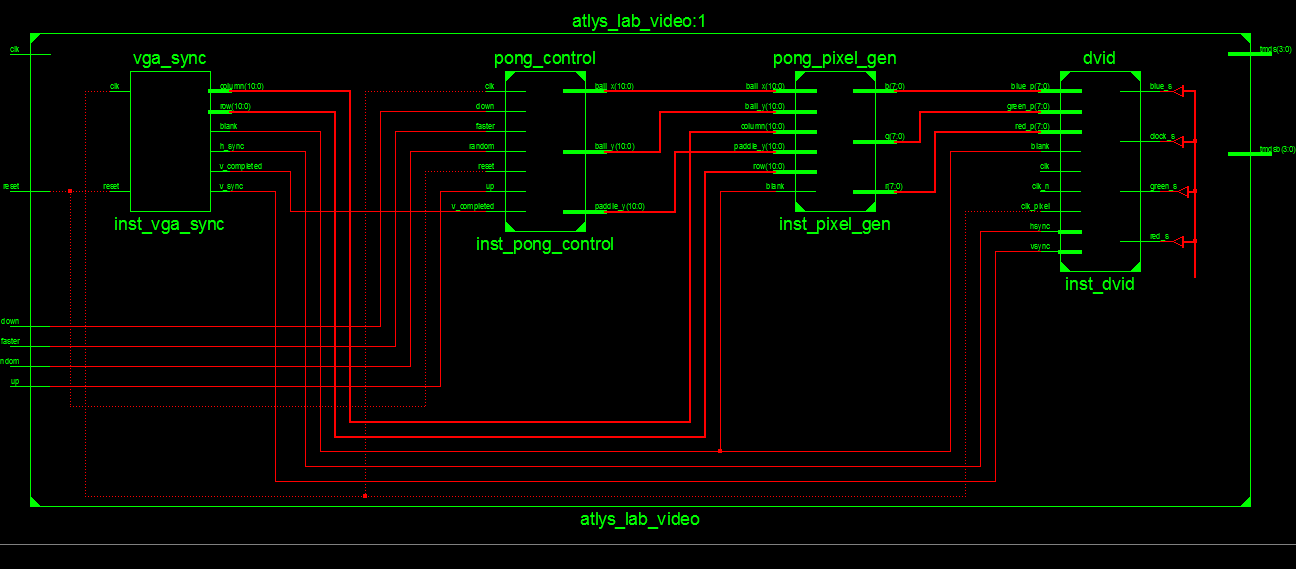 atlys_lab_video:1
clk
reset
down
faster
ndom
up
vga_sync
clk
reset
column(10:0)
row(10:0)
blank
h_sync
v_completed
v_sync
inst_vga_sync
pong_control
clk
down
faster
random
reset
up
v_completed
ball_x(10:0)
ball_y(10:0)
paddle_y(10:0)
inst_pong_control
pong_pixel_gen
ball_x(10:0)
ball_y(10:0)
column(10:0)
paddle_y(10:0)
row(10:0)
blank
b(7:0)
g(7:0)
r(7:0)
inst_pixel_gen
dvid
blue_p(7:0)
green_p(7:0)
red_p(7:0)
blank
clk
clk_n
clk_pixel
hsync
vsync
blue_s
clock_s
green_s
red_s
inst_dvid
tmds(3:0)
tmdsb(3:0)
atlys_lab_video